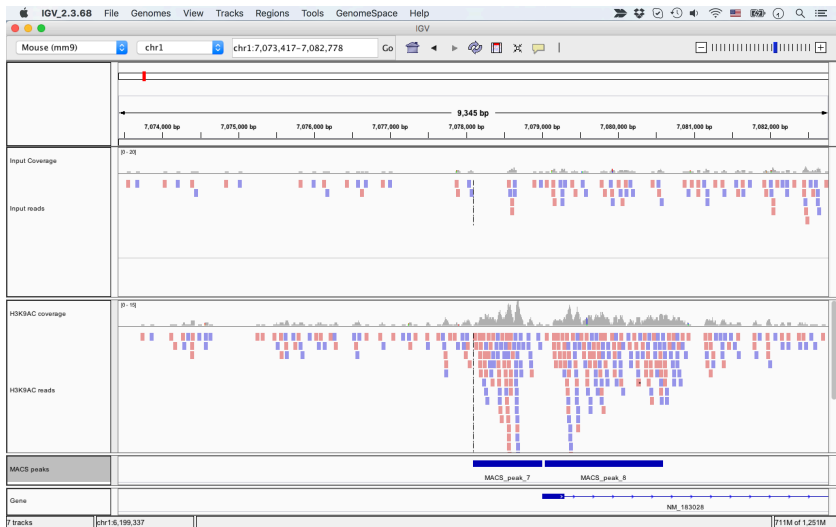 IGV_2.3.68 File Genomes View Tracks Regions Tools GenomeSpace Help
IGV
Mouse (mm9) chr1 chr1:7,073,417-7,082,778 Go
9,345 bp
7,074,000 bp 7,075,000 bp 7,076,000 bp 7,077,000 bp 7,078,000 bp 7,079,000 bp 7,080,000 bp 7,081,000 bp 7,082,000 bp
[0 - 20]
Input Coverage
Input reads
[0 - 15]
H3K9AC coverage
H3K9AC reads
MACS peaks
MACS_peak_7 MACS_peak_8
Gene
NM_183028
7 tracks chr1:6,199,337 711M of 1,251M